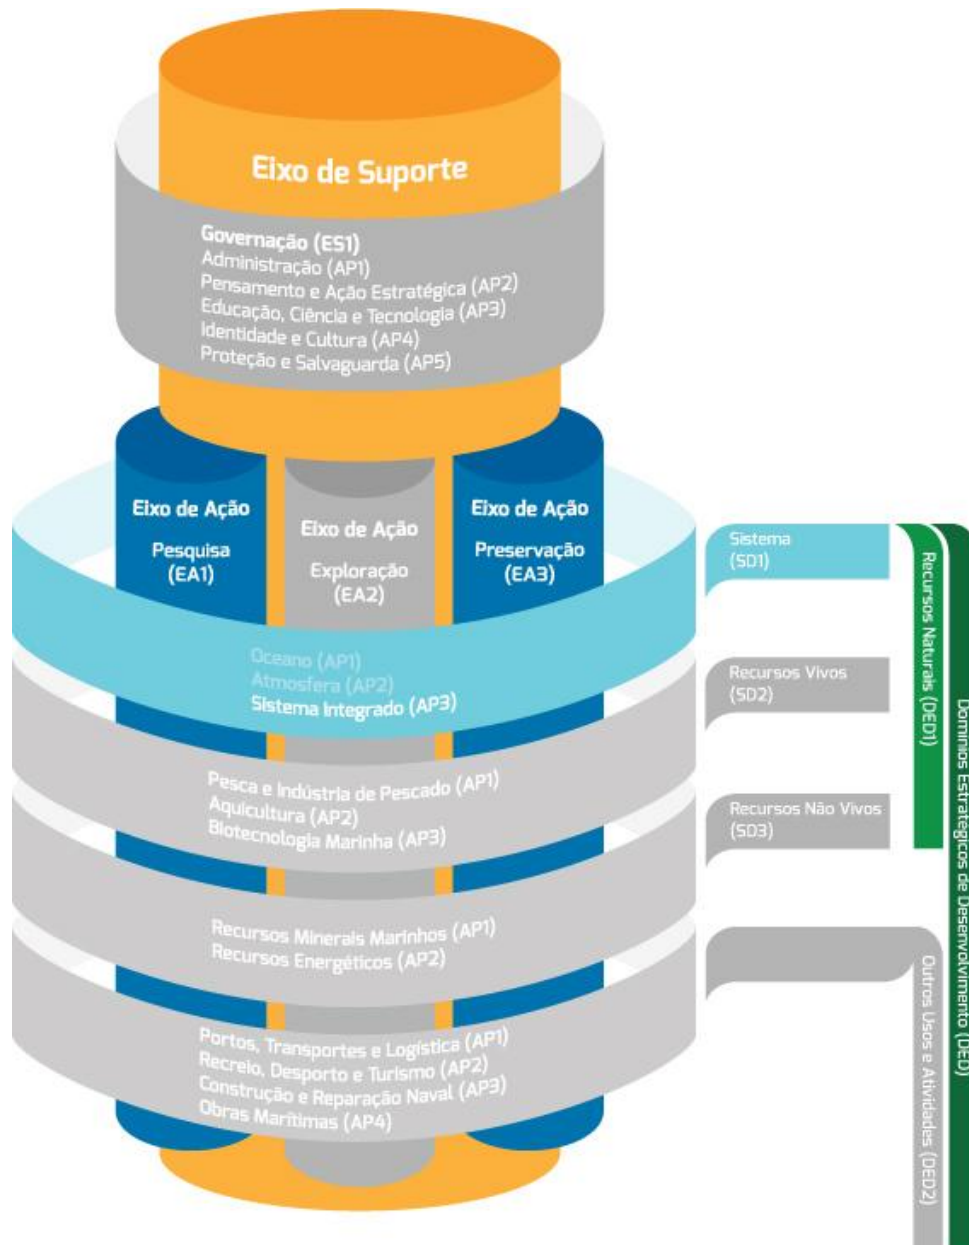 Eixo de Suporte
Governação (ES1)
Administração (AP1)
Pensamento e Ação Estratégica (AP2)
Educação, Ciência e Tecnologia (AP3)
Identidade e Cultura (AP4)
Proteção e Salvaguarda (AP5)
Eixo de Ação
Pesquisa
(EA1)
Eixo de Ação
Exploração
(EA2)
Eixo de Ação
Preservação
(EA3)
Oceano (AP1)
Atmosfera (AP2)
Sistema Integrado (AP3)
Sistema
(SD1)
Pesca e Indústria de Pescado (AP1)
Aquicultura (AP2)
Biotecnologia Marinha (AP3)
Recursos Vivos
(SD2)
Recursos Minerais Marinhos (AP1)
Recursos Energéticos (AP2)
Recursos Não Vivos
(SD3)
Portos, Transportes e Logística (AP1)
Recreio, Desporto e Turismo (AP2)
Construção e Reparação Naval (AP3)
Obras Marítimas (AP4)
Recursos Naturais (DED1)
Outros Usos e Atividades (DED2)
Domínios Estratégicos de Desenvolvimento (DED)